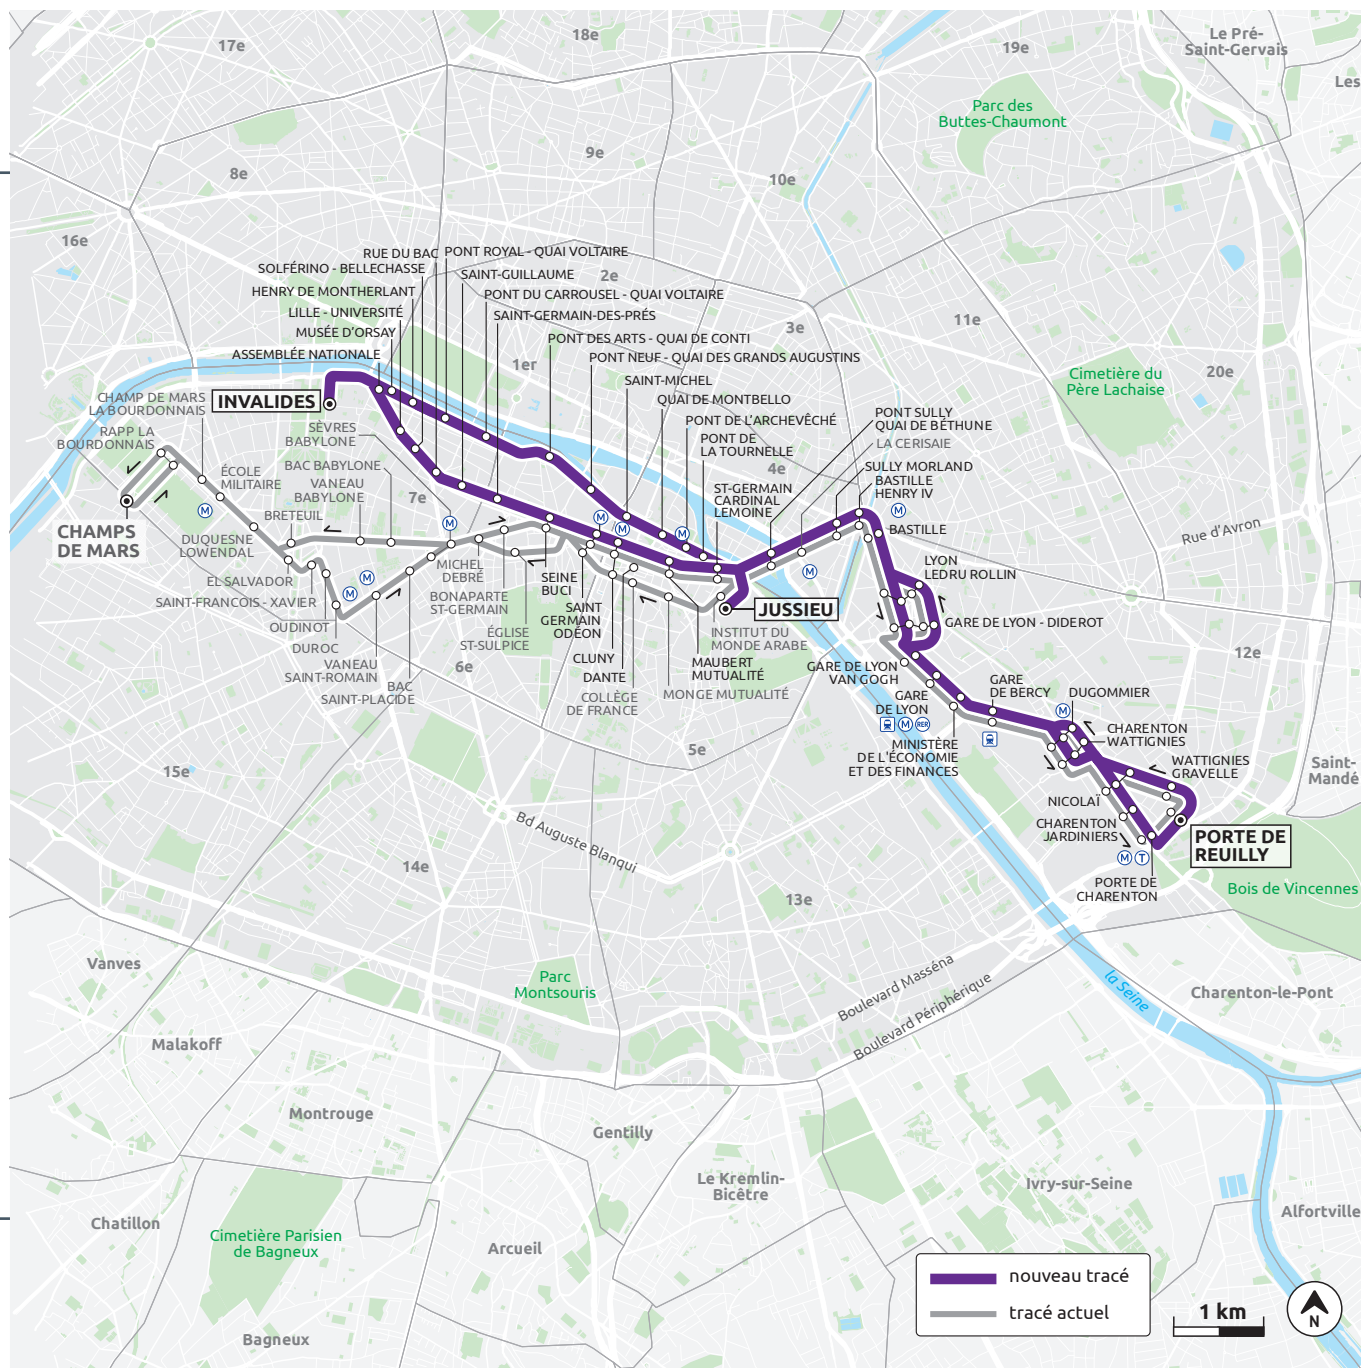 17e
18e
19e
Le Pré-
Saint-Gervais
Les
Parc des
Buttes-Chaumont
9e
8e
10e
16e
RUE DU BAC
PONT ROYAL - QUAI VOLTAIRE
SOLFÉRINO - BELLECHASSE
SAINT-GUILLAUME
2e
HENRY DE MONTHERLANT
PONT DU CARROUSEL - QUAI VOLTAIRE
LILLE - UNIVERSITÉ
SAINT-GERMAIN-DES-PRÉS
MUSÉE D'ORSAY
3e
11e
PONT DES ARTS - QUAI DE CONTI
ASSEMBLÉE NATIONALE
1er
PONT NEUF - QUAI DES GRANDS AUGUSTINS
Cimetière du
Père Lachaise
20e
SAINT-MICHEL
CHAMP DE MARS
LA BOURDONNAIS
INVALIDES
QUAI DE MONTBELLO
PONT DE L'ARCHEVÊCHÉ
PONT SULLY
QUAI DE BÉTHUNE
RAPP LA
BOURDONNAIS
SÈVRES
BABYLONE
PONT DE
LA TOURNELLE
LA CERISAIE
BAC BABYLONE
4e
SULLY MORLAND
BASTILLE
HENRY IV
ÉCOLE
MILITAIRE
VANEAU
BABYLONE
7e
ST-GERMAIN
CARDINAL
LEMOINE
M
BRETEUIL
BASTILLE
Rue d'Avron
CHAMPS
DE MARS
M
M
M
M
M
DUQUESNE
LOWENDAL
LYON
LEDRU ROLLIN
MICHEL
DEBRÉ
M
EL SALVADOR
M
M
SEINE
BUCI
SAINT-FRANCOIS - XAVIER
BONAPARTE
ST-GERMAIN
SAINT
GERMAIN
ODÉON
JUSSIEU
GARE DE LYON - DIDEROT
OUDINOT
ÉGLISE
ST-SULPICE
INSTITUT DU
MONDE ARABE
12e
DUROC
CLUNY
VANEAU
SAINT-ROMAIN
6e
DANTE
MAUBERT
MUTUALITÉ
GARE DE LYON
VAN GOGH
BAC
SAINT-PLACIDE
COLLÈGE
DE FRANCE
MONGE MUTUALITÉ
GARE
DE LYON
M RER
GARE
DE BERCY
DUGOMMIER
M
CHARENTON
WATTIGNIES
5e
MINISTÈRE
DE L'ÉCONOMIE
ET DES FINANCES
WATTIGNIES
GRAVELLE
Saint-
Mandé
15e
NICOLAÏ
CHARENTON
JARDINIERS
PORTE DE
REUILLY
Bd Auguste Blanqui
M T
14e
PORTE DE
CHARENTON
Bois de Vincennes
13e
Vanves
Parc
Montsouris
Boulevard Masséna
Boulevard Périphérique
la Seine
Charenton-le-Pont
Malakoff
Montrouge
Gentilly
Le Kremlin-
Bicêtre
Ivry-sur-Seine
Chatillon
Cimetière Parisien
de Bagneux
Arcueil
Alfortville
nouveau tracé
tracé actuel
1 km
N
Bagneux